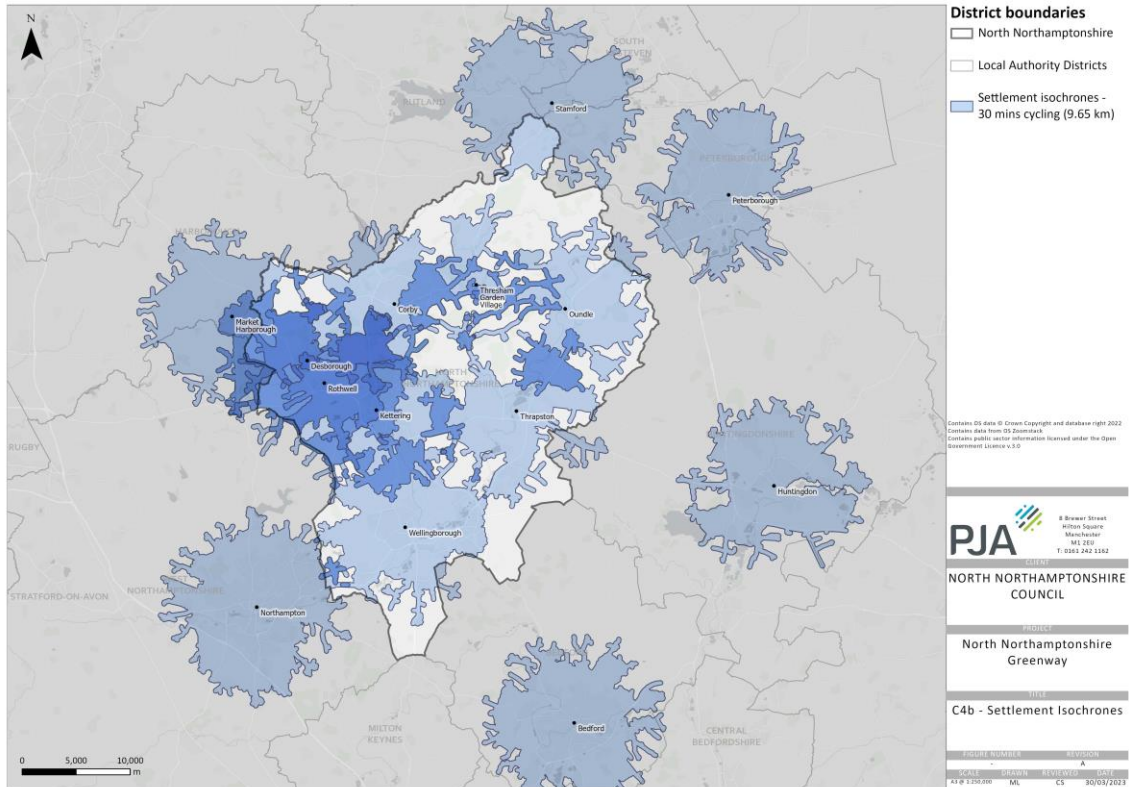 N
SOUTH
RUTLAND
Stamford
PETERBOROUGH
Peterborough
Thresham
Garden
Village
Corby
Oundle
Market
Harborough
Desborough
Rothwell
NORTH
Kettering
Thrapston
RUGBY
Huntingdon
Wellingborough
STRATFORD-ON-AVON
NORTHAMPTONSHIRE
Northampton
Bedford
MILTON
KEYNES
CENTRAL
BEDFORDSHIRE
0 5,000 10,000
m
District boundaries
North Northamptonshire
Local Authority Districts
Settlement isochrones -
30 mins cycling (9.65 km)
Contains OS data © Crown Copyright and database right 2022
Contains data from OS Zoomstack
Contains public sector information licensed under the Open
Government Licence v.3.0
PJA
8 Brewer Street
Hilton Square
Manchester
M1 2EU
T: 0161 242 1162
CLIENT
NORTH NORTHAMPTONSHIRE
COUNCIL
PROJECT
North Northamptonshire
Greenway
TITLE
C4b - Settlement Isochrones
FIGURE NUMBER REVISION
- A
SCALE DRAWN REVIEWED DATE
A3 @ 1:250,000 ML CS 30/03/2023